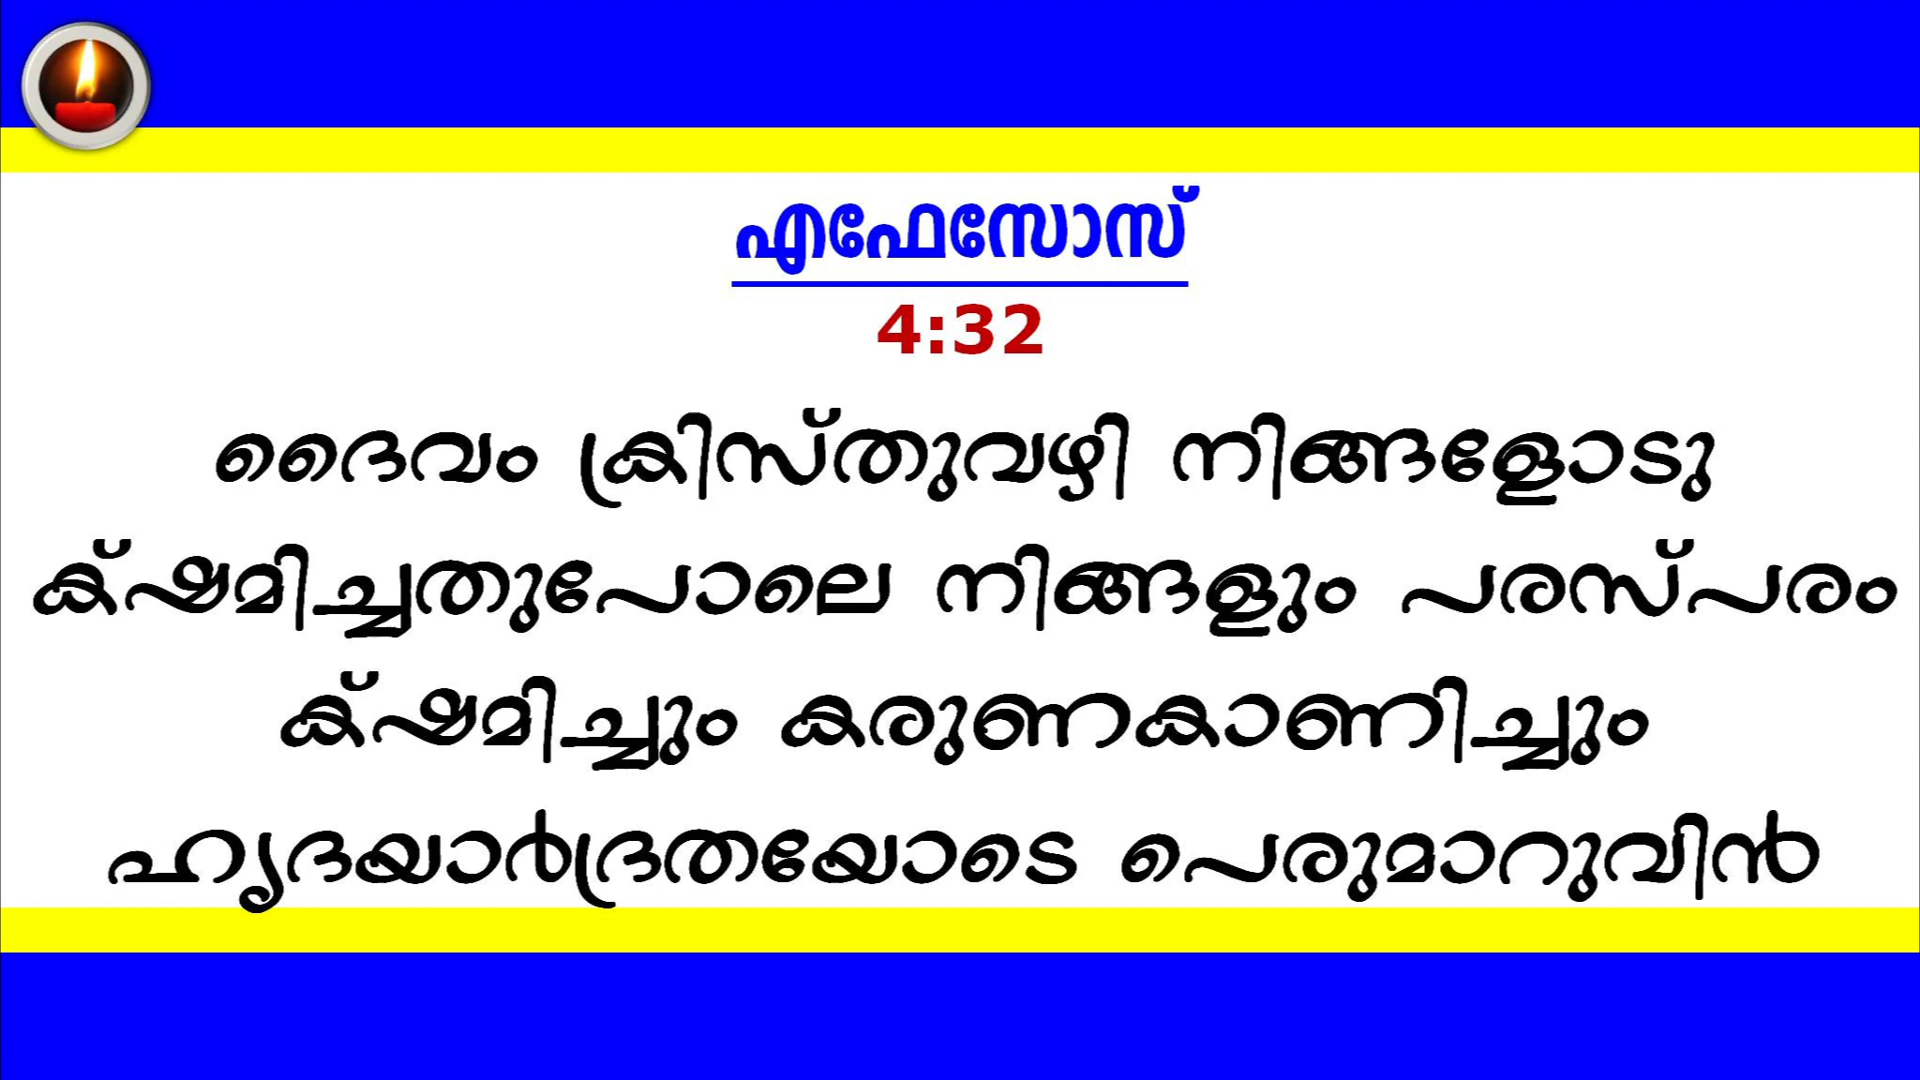 എഫേസോസ്
4:32
ദൈവം ക്രിസ്തുവഴി നിങ്ങളോടു
ക്‌ഷമിച്ചതുപോലെ നിങ്ങളും പരസ്പരം
ക്‌ഷമിച്ചും കരുണകാണിച്ചും
ഹൃദയാർദ്രതയോടെ പെരുമാറുവിൻ